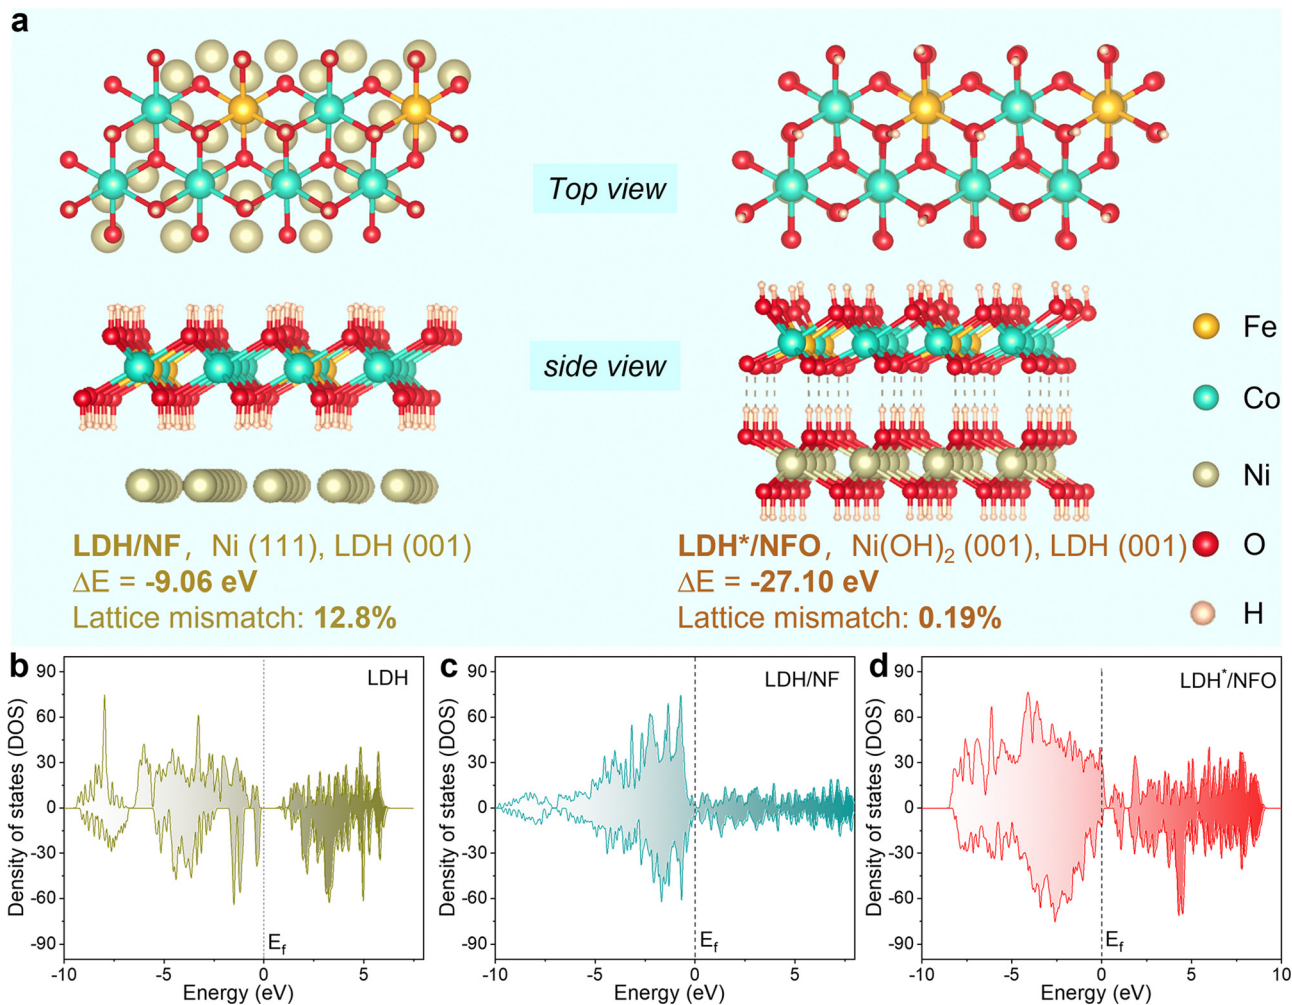 a
Top view
side view
Fe
Co
Ni
O
H
LDH/NF, Ni (111), LDH (001)
ΔE = -9.06 eV
Lattice mismatch: 12.8%
LDH*/NFO, Ni(OH)₂ (001), LDH (001)
ΔE = -27.10 eV
Lattice mismatch: 0.19%
b
LDH
Density of states (DOS)
90
60
30
0
-30
-60
-90
E_f
-10
-5
0
5
Energy (eV)
c
LDH/NF
Density of states (DOS)
90
60
30
0
-30
-60
-90
E_f
-10
-5
0
5
Energy (eV)
d
LDH*/NFO
Density of states (DOS)
90
60
30
0
-30
-60
-90
E_f
-10
-5
0
5
10
Energy (eV)